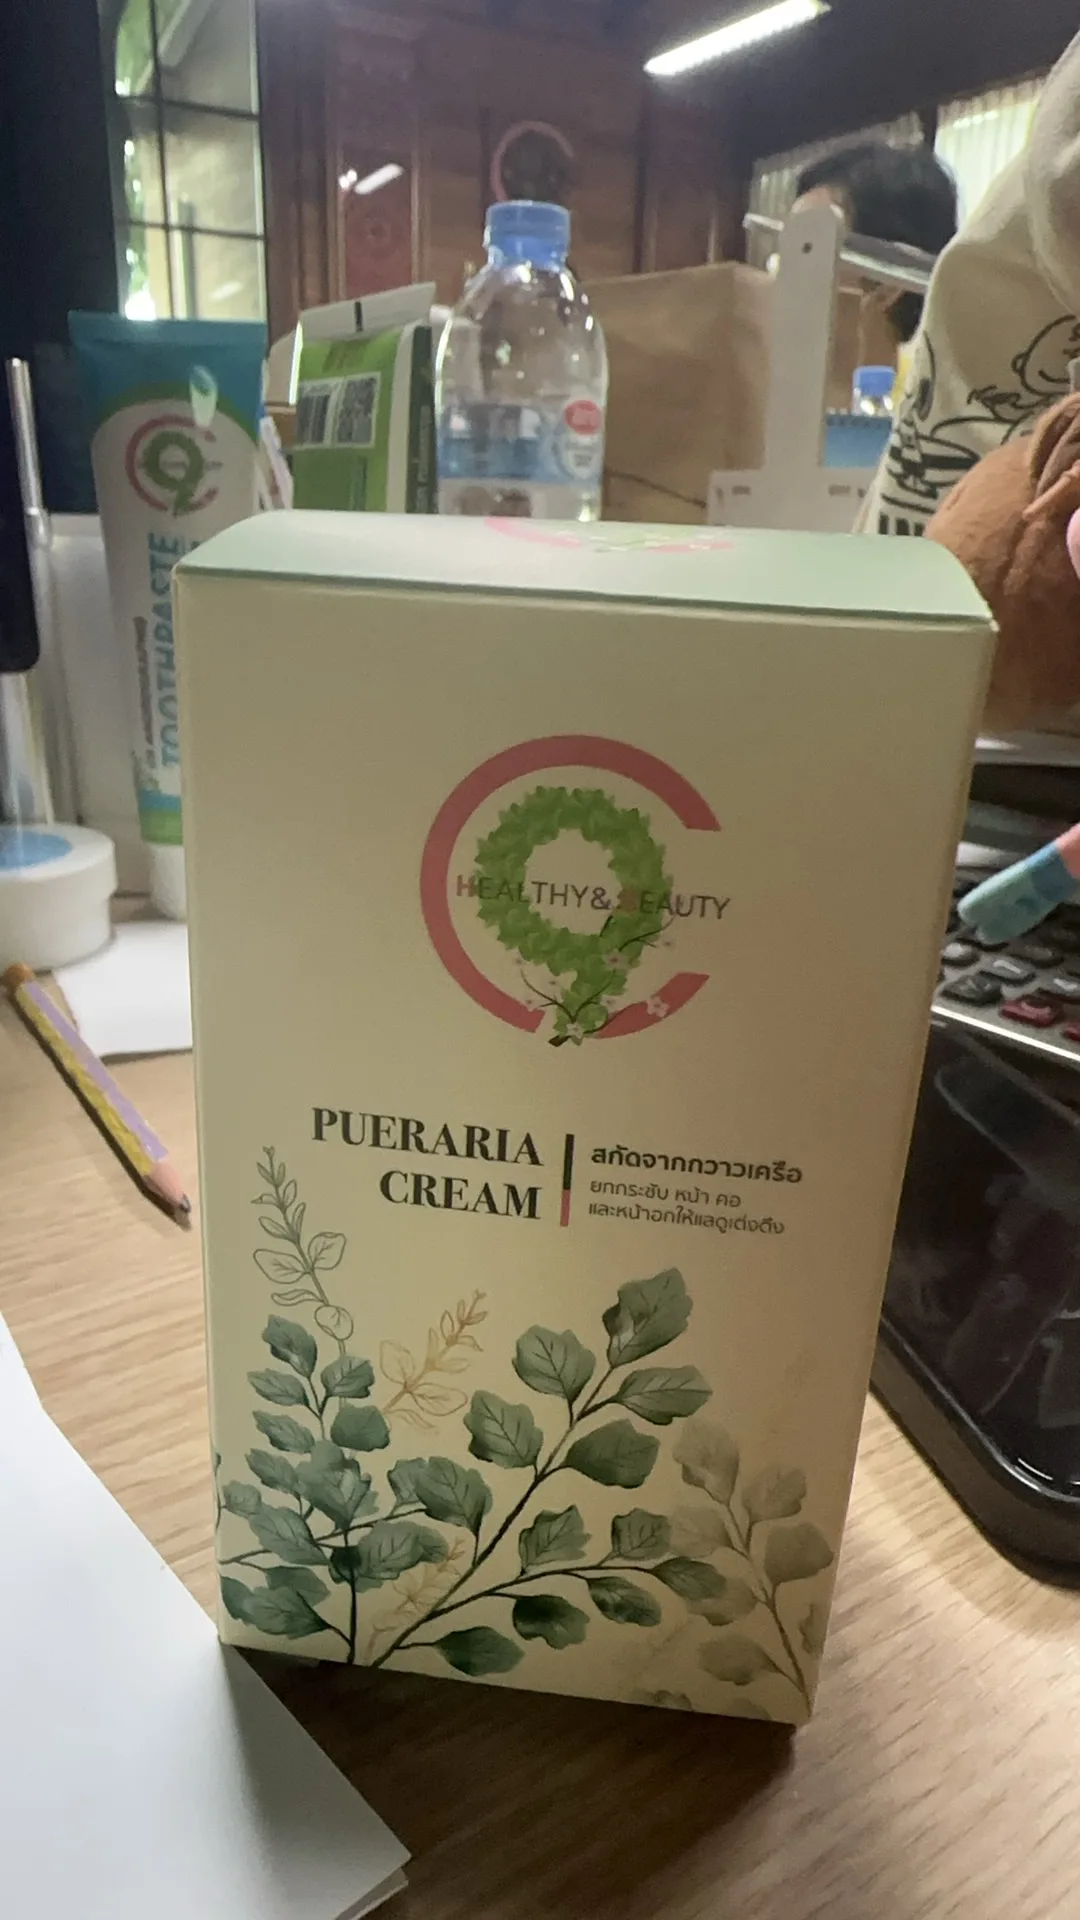 TOOTHPASTE
HEALTHY & BEAUTY
PUERARIA
CREAM
สกัดจากกวาวเครือ
ยกกระชับ หน้า คอ
และหน้าอกให้แลดูเต่งตึง